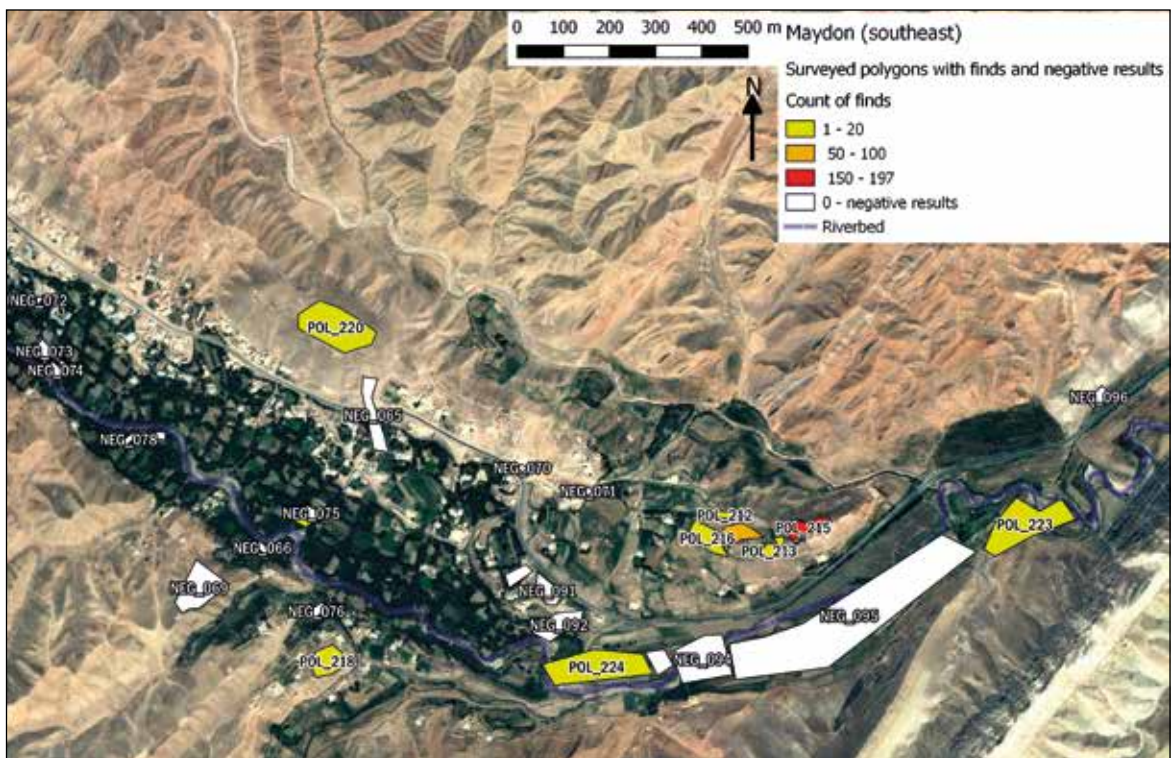 0 100 200 300 400 500 m
Maydon (southeast)
Surveyed polygons with finds and negative results
Count of finds
1 - 20
50 - 100
150 - 197
0 - negative results
Riverbed
N
NEG_072
POL_220
NEG_073
NEG_074
NEG_096
NEG_065
NEG_078
NEG_070
NEG_071
NEG_075
POL_212
POL_215
POL_223
POL_216
POL_213
NEG_066
NEG_069
NEG_091
NEG_076
NEG_095
NEG_092
POL_218
POL_224
NEG_094